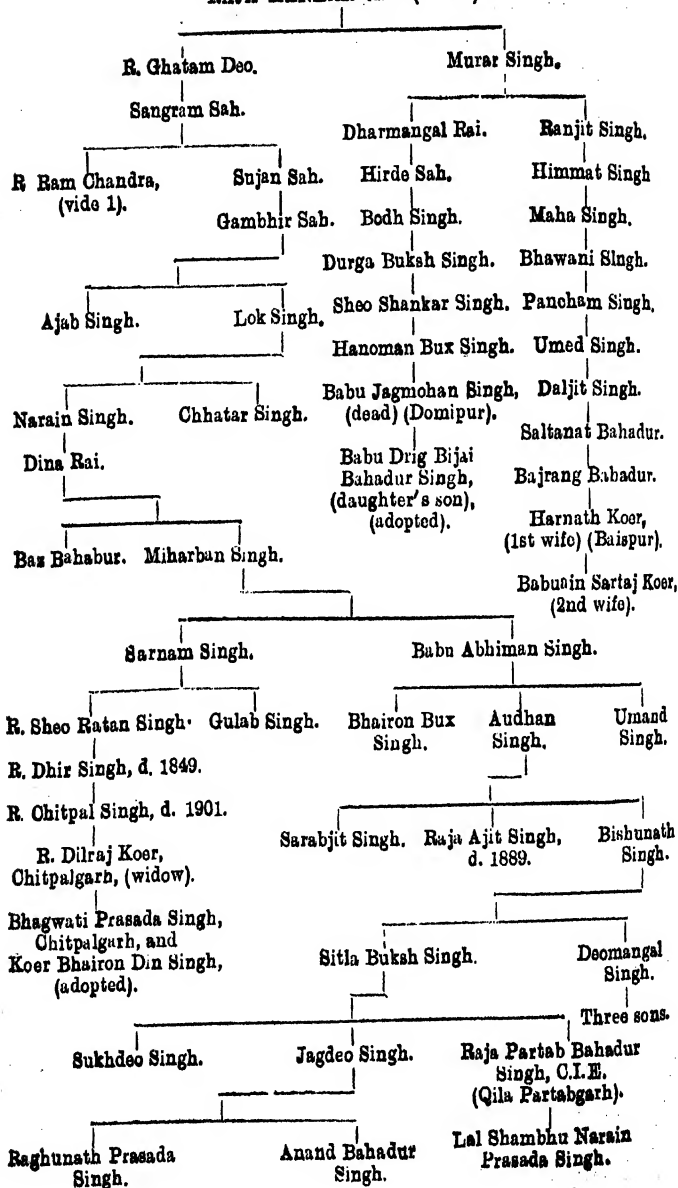 R. Ghatam Deo. Murar Singh.
Sangram Sah.
Dharmangal Rai. Ranjit Singh,
R Ram Chandra, Sujan Sah. Hirde Sah. Himmat Singh
(vide 1).
Gambhir Sah. Bodh Singh. Maha Singh.
Durga Buksh Singh. Bhawani Singh.
Ajab Singh. Lok Singh. Sheo Shankar Singh. Pancham Singh,
Hanoman Bux Singh. Umed Singh.
Narain Singh. Chhatar Singh. Babu Jagmohan Singh, Daljit Singh.
(dead) (Domipur).
Saltanat Bahadur.
Dina Rai. Babu Drig Bijai
Bahadur Singh, Bajrang Bahadur.
(daughter's son),
(adopted). Harnath Koer,
(1st wife) (Baispur).
Baz Bahabur. Miharban Singh.
Babunin Sartaj Koer,
(2nd wife).
Sarnam Singh. Babu Abhiman Singh.
R. Sheo Ratan Singh. Gulab Singh. Bhairon Bux Audhan Umand
Singh. Singh. Singh.
R. Dhir Singh, d. 1849.
R. Chitpal Singh, d. 1901.
Sarabjit Singh. Raja Ajit Singh, Bishunath
d. 1889. Singh.
R. Dilraj Koer,
Chitpalgarh, (widow).
Bhagwati Prasada Singh,
Chitpalgarh, and
Koer Bhairon Din Singh,
(adopted).
Sitla Buksh Singh. Deomangal
Singh.
Three sons.
Sukhdeo Singh. Jagdeo Singh. Raja Partab Bahadur
Singh, C.I.E.
(Qila Partabgarh).
Raghunath Prasada Anand Bahadur Lal Shambhu Narain
Singh. Singh. Prasada Singh.